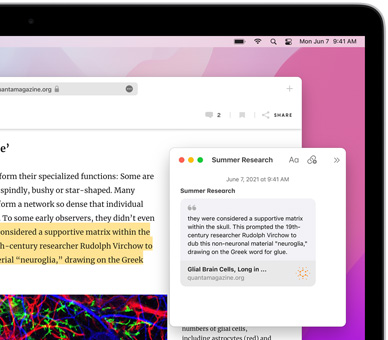 Mon Jun 7 9:41 AM
quantamagazine.org
2
SHARE
e’
form their specialized functions: Some are
spindly, bushy or star-shaped. Many
form a network so dense that individual
To some early observers, they didn’t even
considered a supportive matrix within the
th-century researcher Rudolph Virchow to
erial “neuroglia,” drawing on the Greek
numbers of glial cells,
including astrocytes (red) and
Summer Research
Aa
June 7, 2021 at 9:41 AM
Summer Research
they were considered a supportive matrix
within the skull. This prompted the 19th-
century researcher Rudolph Virchow to
dub this non-neuronal material “neuroglia,”
drawing on the Greek word for glue.
Glial Brain Cells, Long in ...
quantamagazine.org